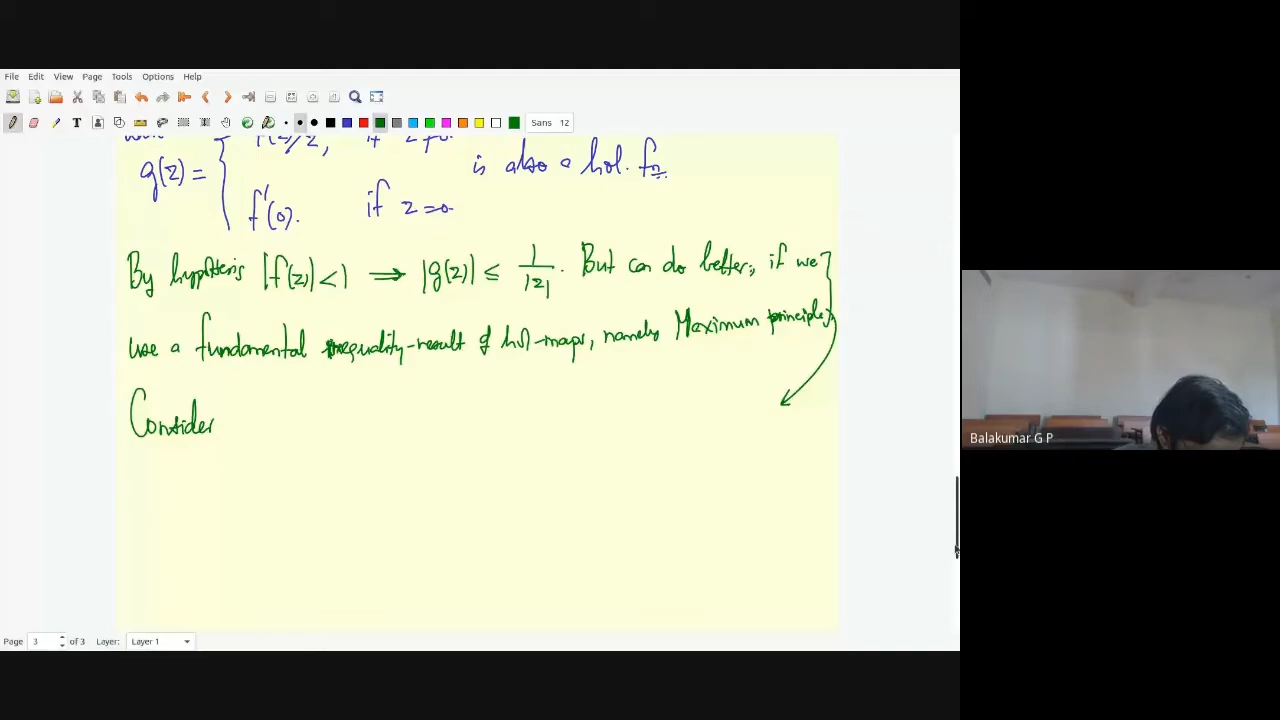 File Edit View Page Tools Options Help
Sans 12
g(z) = { f(z)/z, if z≠0.
f'(0). if z=0
is also a hol. fn.
By hypothesis |f(z)|<1 ⟹ |g(z)| ≤ 1/|z|. But can do better; if we
use a fundamental inequality-result of hol-maps, namely Maximum principle;
Consider
Balakumar G P
Page 3 of 3 Layer: Layer 1